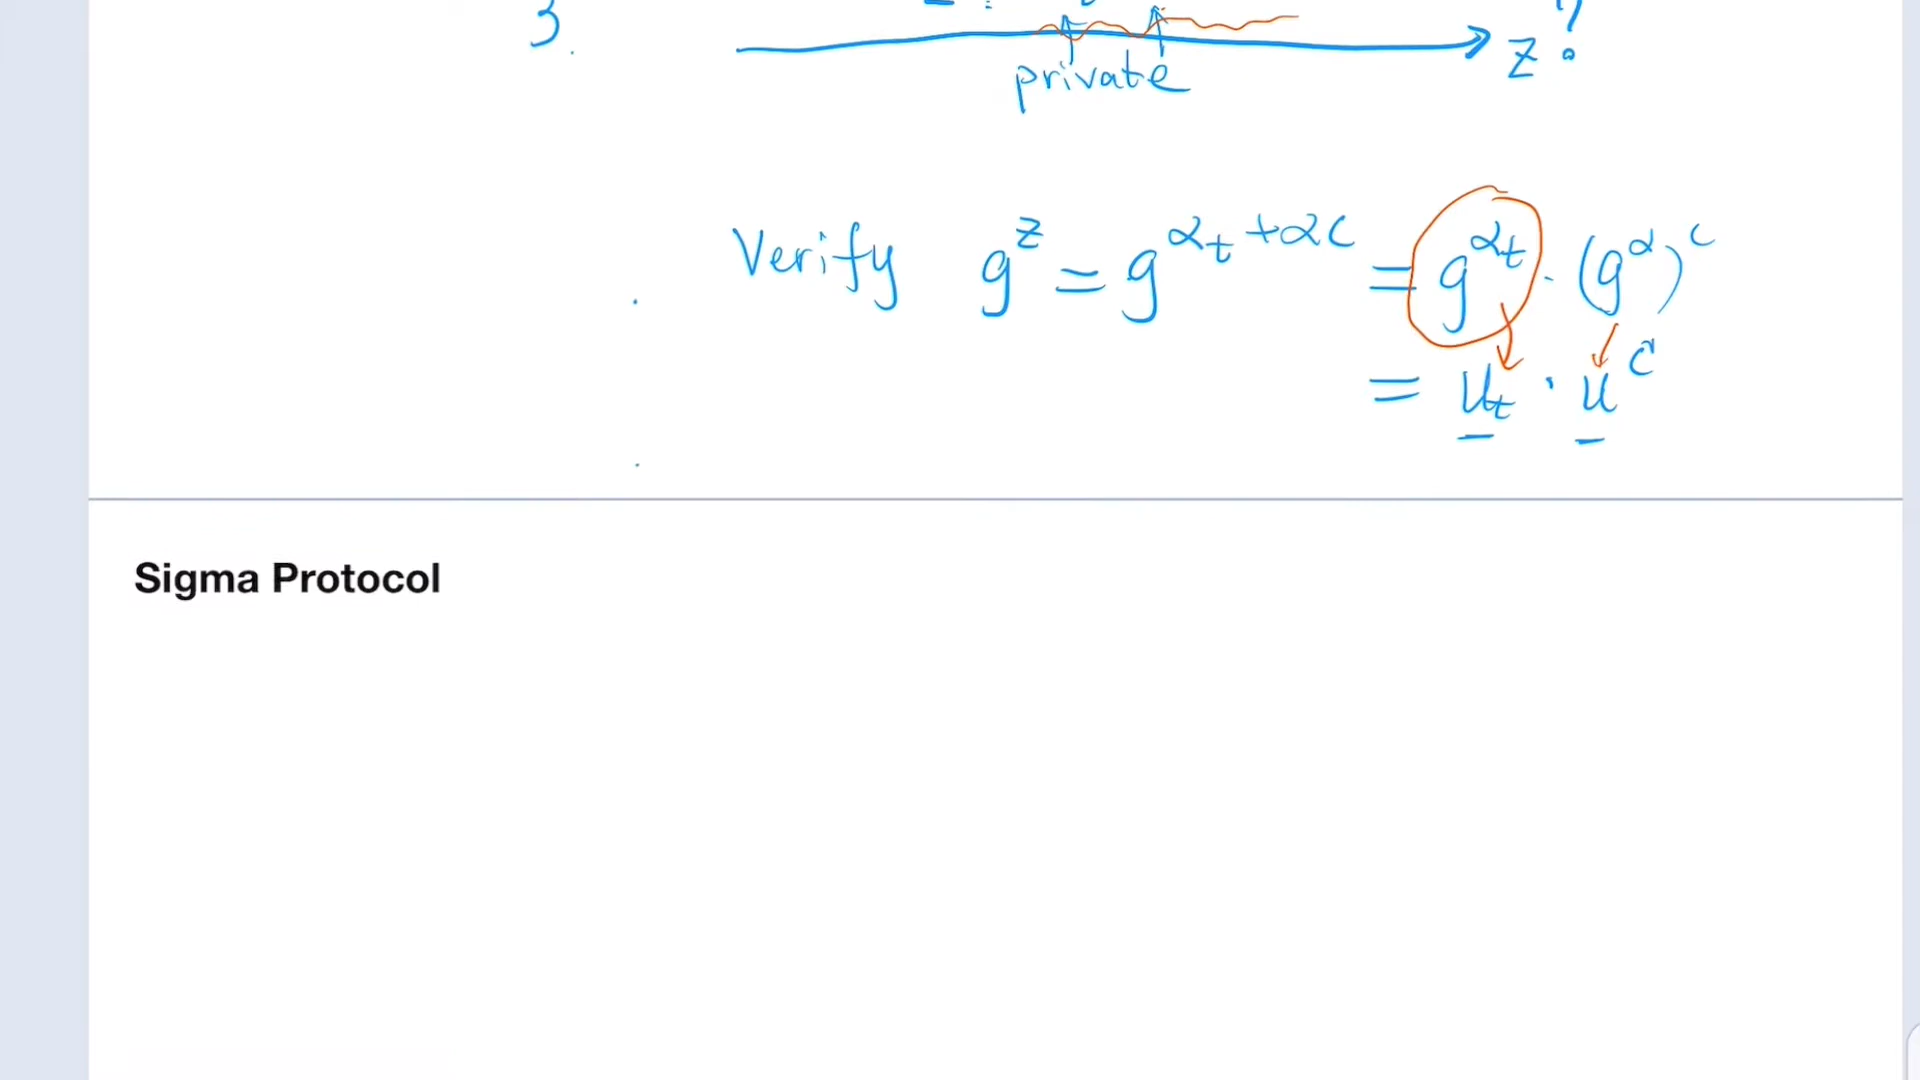 3.
z ?
private
Verify g^z = g^{α_t + αc} = g^{α_t} · (g^α)^c
= u_t · u^c
Sigma Protocol